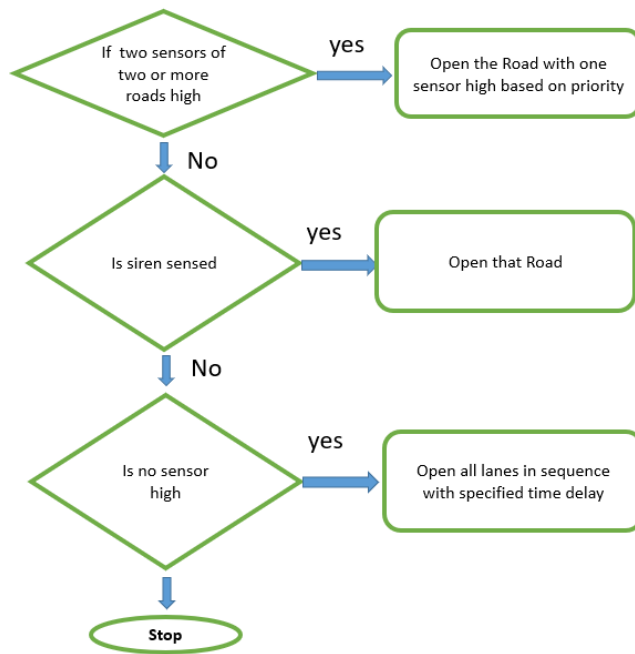 If two sensors of
two or more
roads high
yes
Open the Road with one
sensor high based on priority
No
Is siren sensed
yes
Open that Road
No
Is no sensor
high
yes
Open all lanes in sequence
with specified time delay
Stop